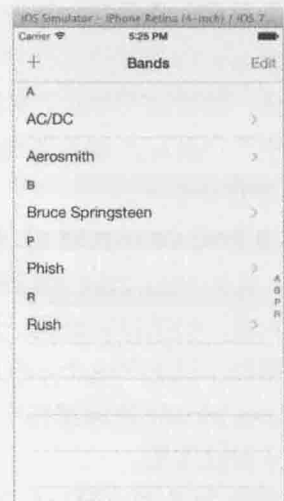 iOS Simulator – iPhone Retina (4-inch) / iOS 7...
Carrier 5:25 PM
+ Bands Edit
A
AC/DC
Aerosmith
B
Bruce Springsteen
P
Phish
R
Rush
A
B
P
R